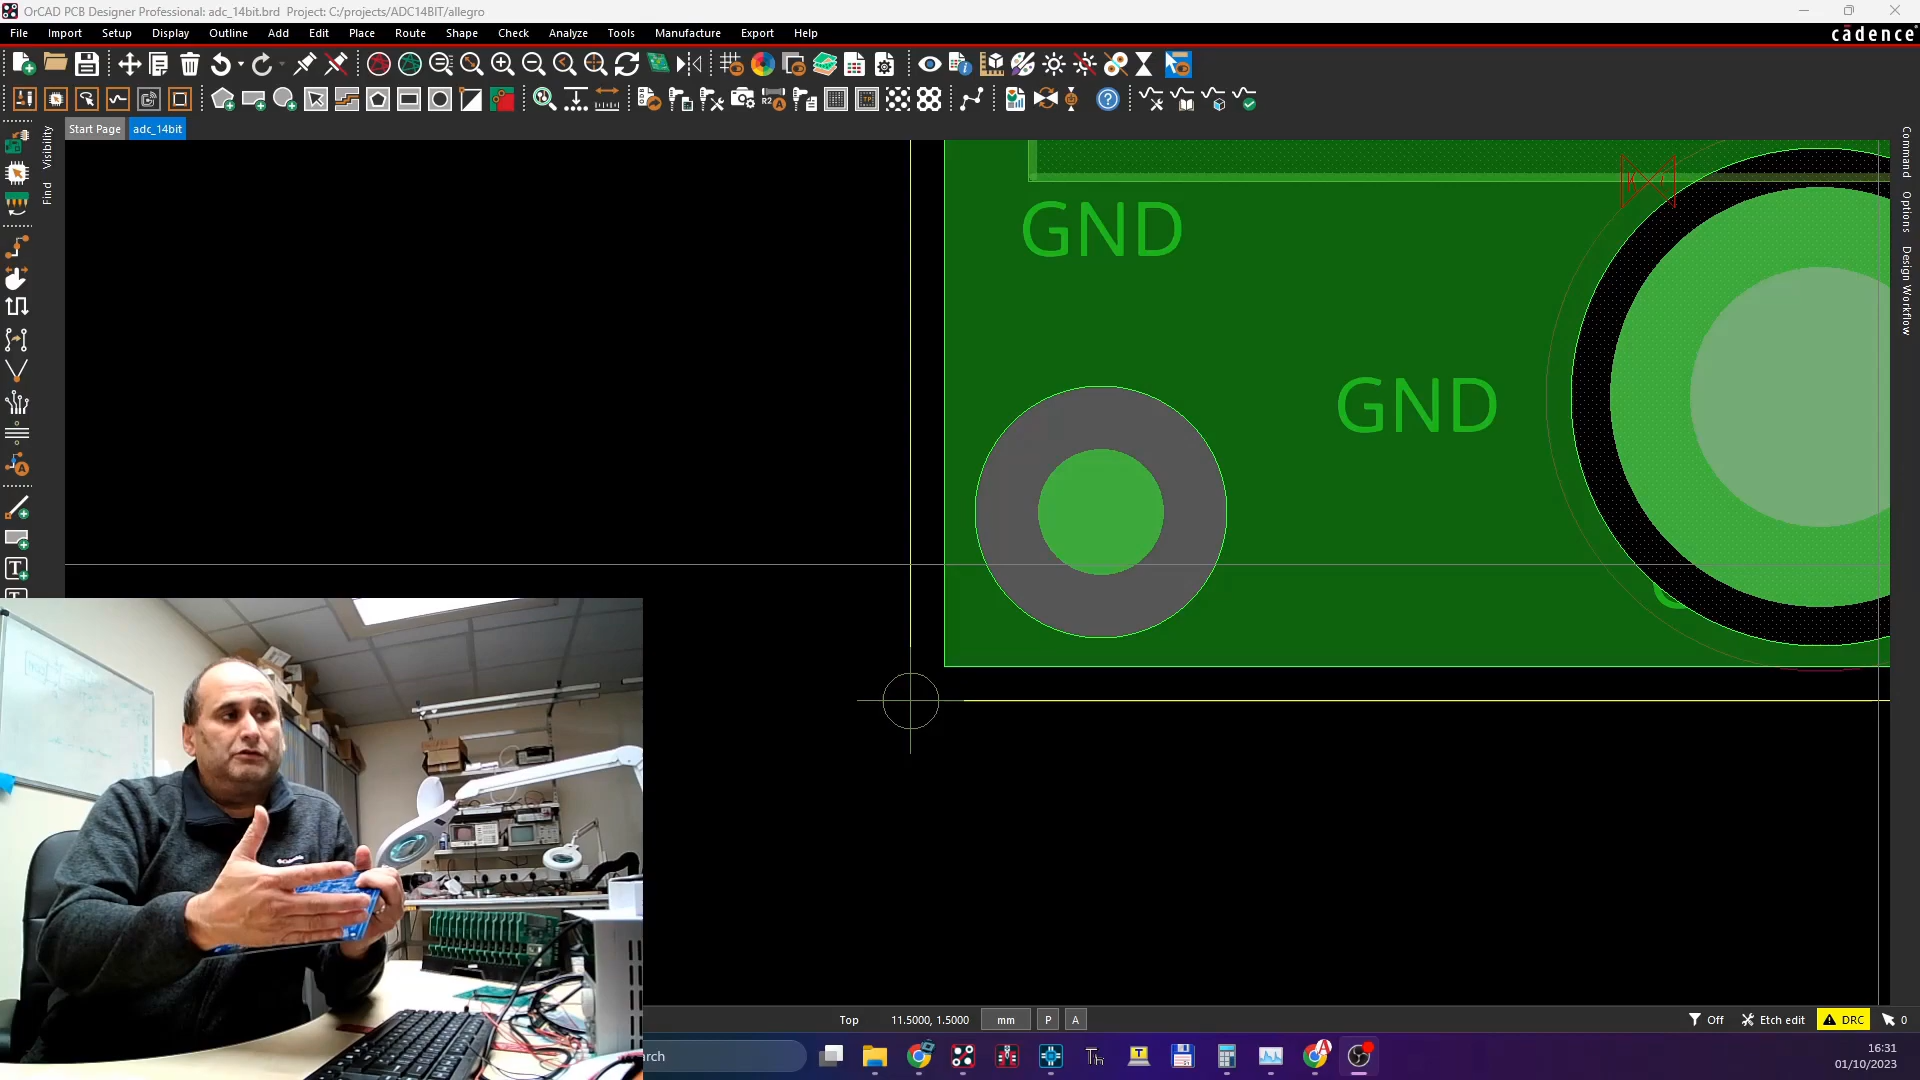 OrCAD PCB Designer Professional: adc_14bit.brd Project: C:/projects/ADC14BIT/allegro
File Import Setup Display Outline Add Edit Place Route Shape Check Analyze Tools Manufacture Export Help
cādence
Start Page adc_14bit
Visibility
Find
Command
Options
Design Workflow
GND
GND
Top 11.5000, 1.5000 mm P A
Off Etch edit DRC 0
arch
16:31
01/10/2023